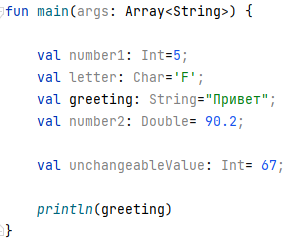 fun main(args: Array<String>) {
val number1: Int=5;
val letter: Char='F';
val greeting: String="Привет";
val number2: Double= 90.2;
val unchangeableValue: Int= 67;
println(greeting)
}